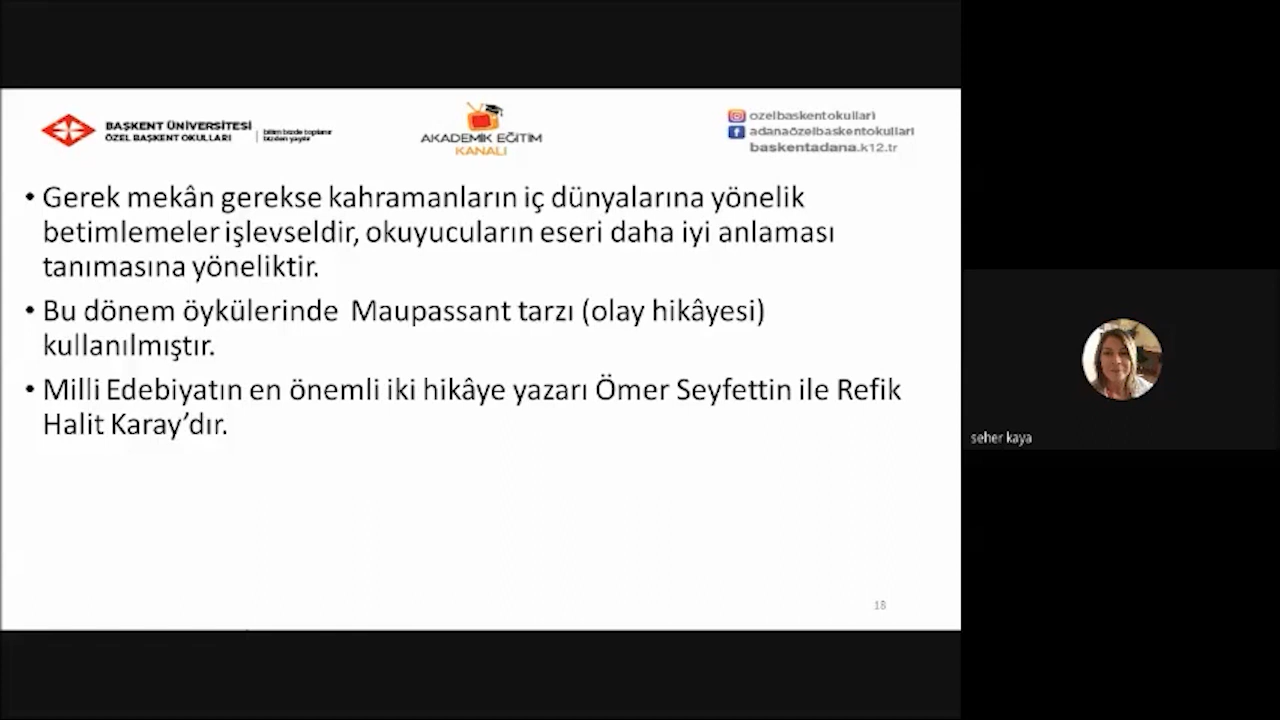 BAŞKENT ÜNİVERSİTESİ
ÖZEL BAŞKENT OKULLARI
bilim bizde toplanır
bizden yayılır
AKADEMİK EĞİTİM
KANALI
ozelbaskentokullari
adanaözelbaskentokullari
baskentadana.k12.tr
• Gerek mekân gerekse kahramanların iç dünyalarına yönelik
betimlemeler işlevseldir, okuyucuların eseri daha iyi anlaması
tanımasına yöneliktir.
• Bu dönem öykülerinde Maupassant tarzı (olay hikâyesi)
kullanılmıştır.
• Milli Edebiyatın en önemli iki hikâye yazarı Ömer Seyfettin ile Refik
Halit Karay’dır.
18
seher kaya